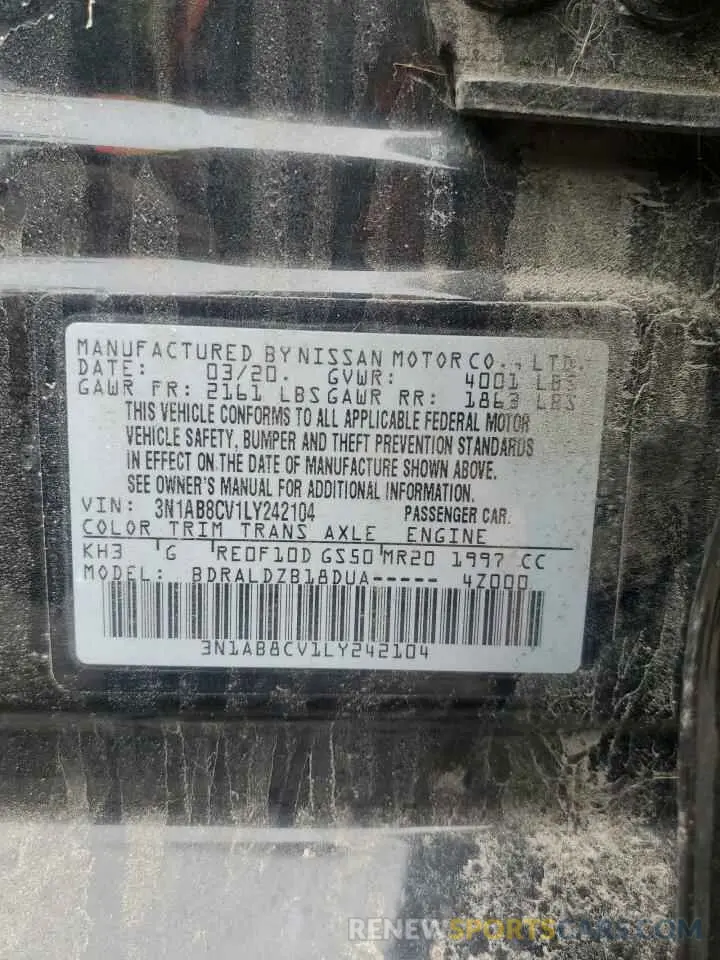 MANUFACTURED BY NISSAN MOTOR CO., LTD.
DATE: 03/20. GVWR: 4001 LBS
GAWR FR: 2161 LBS GAWR RR: 1863 LBS
THIS VEHICLE CONFORMS TO ALL APPLICABLE FEDERAL MOTOR
VEHICLE SAFETY, BUMPER AND THEFT PREVENTION STANDARDS
IN EFFECT ON THE DATE OF MANUFACTURE SHOWN ABOVE.
SEE OWNER'S MANUAL FOR ADDITIONAL INFORMATION.
VIN: 3N1AB8CV1LY242104 PASSENGER CAR.
COLOR TRIM TRANS AXLE ENGINE
KH3 'G 'RE0F10D GS50'MR20 1997 CC
MODEL: BDRALDZB18DUA----- 4Z000
3N1AB8CV1LY242104
RENEWSPORTSCARS.COM